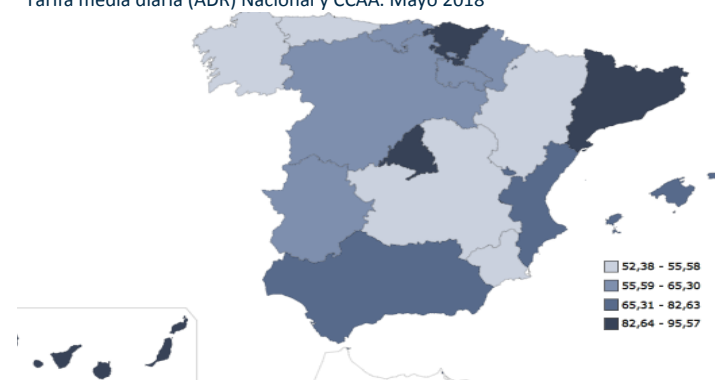 Tarifa media diaria (ADR) Nacional y CCAA. Mayo 2018
52,38 - 55,58
55,59 - 65,30
65,31 - 82,63
82,64 - 95,57